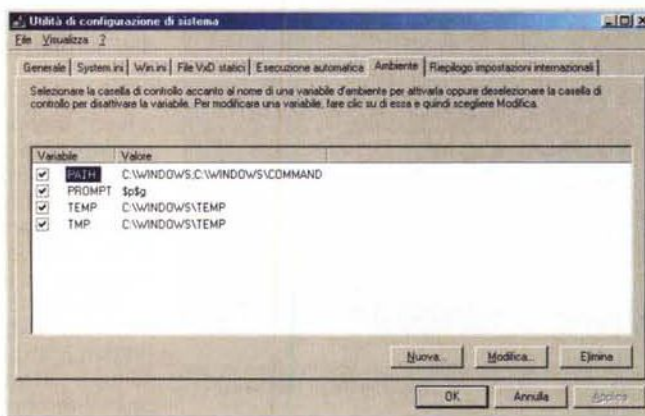 Utilità di configurazione di sistema
File Visualizza ?
Generale System.ini Win.ini File VxD statici Esecuzione automatica Ambiente Riepilogo impostazioni internazionali
Selezionare la casella di controllo accanto al nome di una variabile d'ambiente per attivarla oppure deselezionare la casella di
controllo per disattivare la variabile. Per modificare una variabile, fare clic su di essa e quindi scegliere Modifica.
Variabile Valore
PATH C:\WINDOWS;C:\WINDOWS\COMMAND
PROMPT $p$g
TEMP C:\WINDOWS\TEMP
TMP C:\WINDOWS\TEMP
Nuova... Modifica... Elimina
OK Annulla Applica